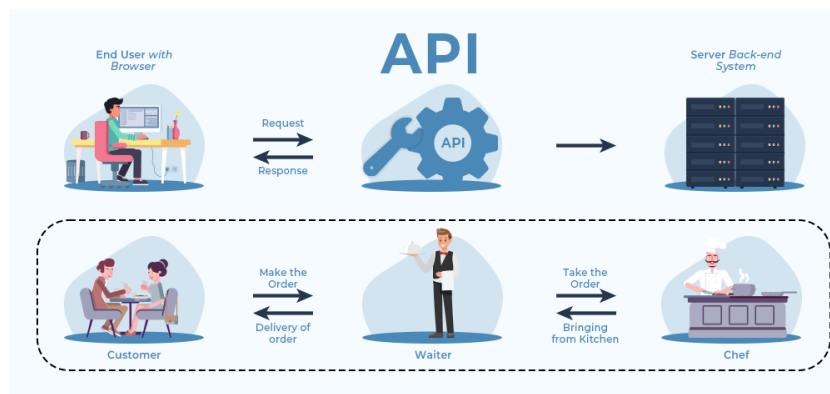 API
End User with
Browser
Server Back-end
System
Request
API
Response
Make the
Order
Take the
Order
Delivery of
order
Bringing
from Kitchen
Customer
Waiter
Chef